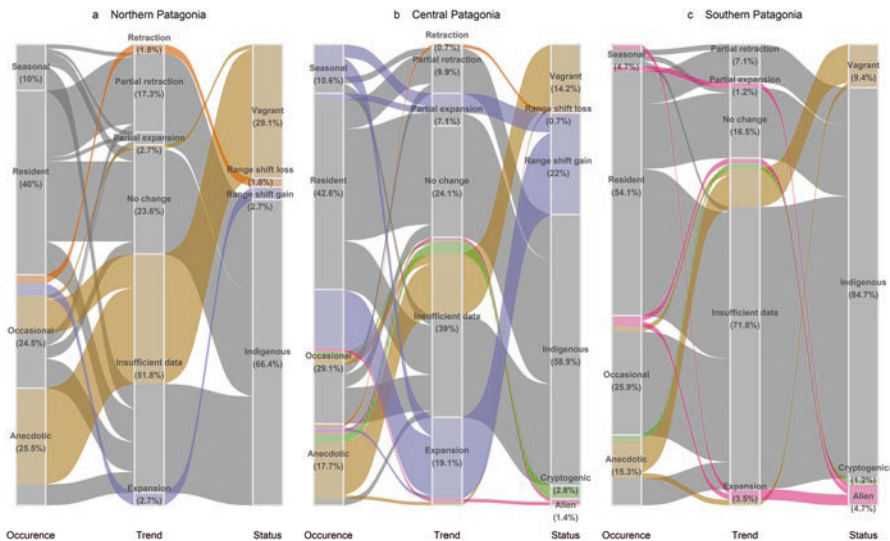 a Northern Patagonia
Seasonal
(10%)
Resident
(40%)
Occasional
(24.5%)
Anecdotic
(25.5%)
Retraction
(1.8%)
Partial retraction
(17.3%)
Partial expansion
(2.7%)
No change
(23.6%)
Insufficient data
(51.8%)
Expansion
(2.7%)
Vagrant
(29.1%)
Range shift loss
(1.8%)
Range shift gain
(2.7%)
Indigenous
(66.4%)
Occurence Trend Status
b Central Patagonia
Seasonal
(10.6%)
Resident
(42.6%)
Occasional
(29.1%)
Anecdotic
(17.7%)
Retraction
(0.7%)
Partial retraction
(9.9%)
Partial expansion
(7.1%)
No change
(24.1%)
Insufficient data
(39%)
Expansion
(19.1%)
Vagrant
(14.2%)
Range shift loss
(0.7%)
Range shift gain
(22%)
Indigenous
(58.9%)
Cryptogenic
(2.8%)
Alien
(1.4%)
Occurence Trend Status
c Southern Patagonia
Seasonal
(4.7%)
Resident
(54.1%)
Occasional
(25.9%)
Anecdotic
(15.3%)
Partial retraction
(7.1%)
Partial expansion
(1.2%)
No change
(16.5%)
Insufficient data
(71.8%)
Expansion
(3.5%)
Vagrant
(9.4%)
Indigenous
(84.7%)
Cryptogenic
(1.2%)
Alien
(4.7%)
Occurence Trend Status